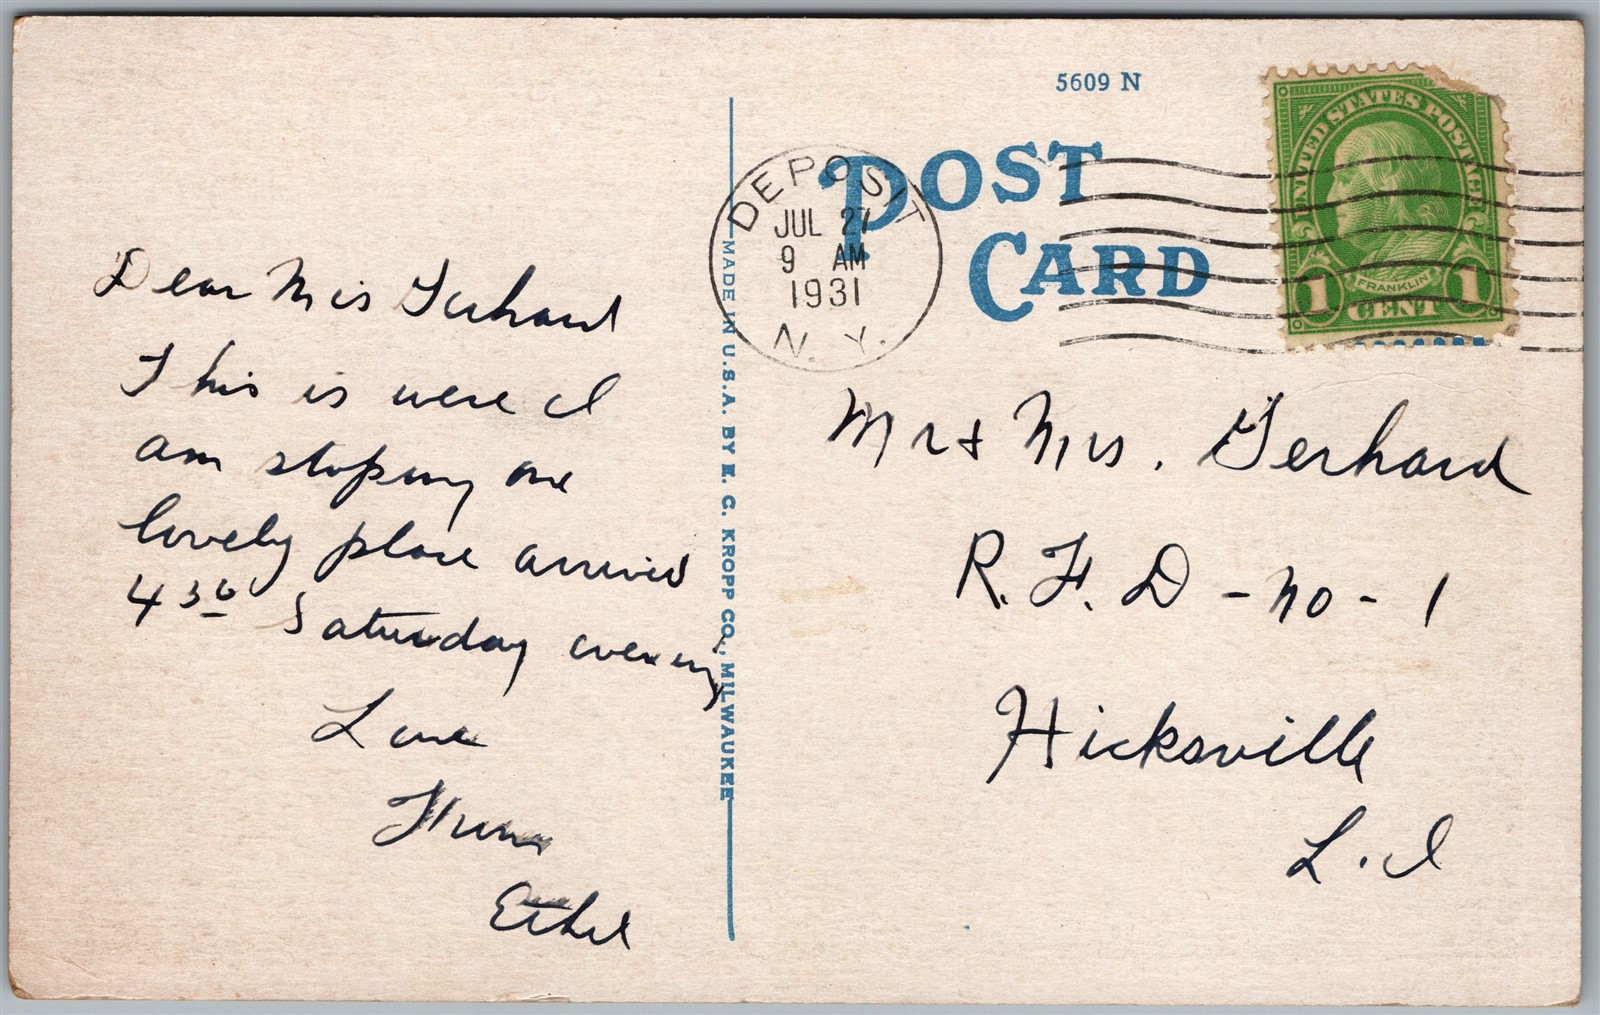 5609 N
POST
CARD
DEPOSIT
JUL 27
9 AM
1931
N. Y.
UNITED STATES POSTAGE
FRANKLIN
1 1
CENT
MADE IN U.S.A. BY E. C. KROPP CO., MILWAUKEE
Dear Mrs Gerhard
This is were I
am stoping one
lovely place arrived
4 30 Saturday evening
Love
From
Ethel
Mr & Mrs. Gerhard
R. F. D - no - 1
Hicksville
L. I